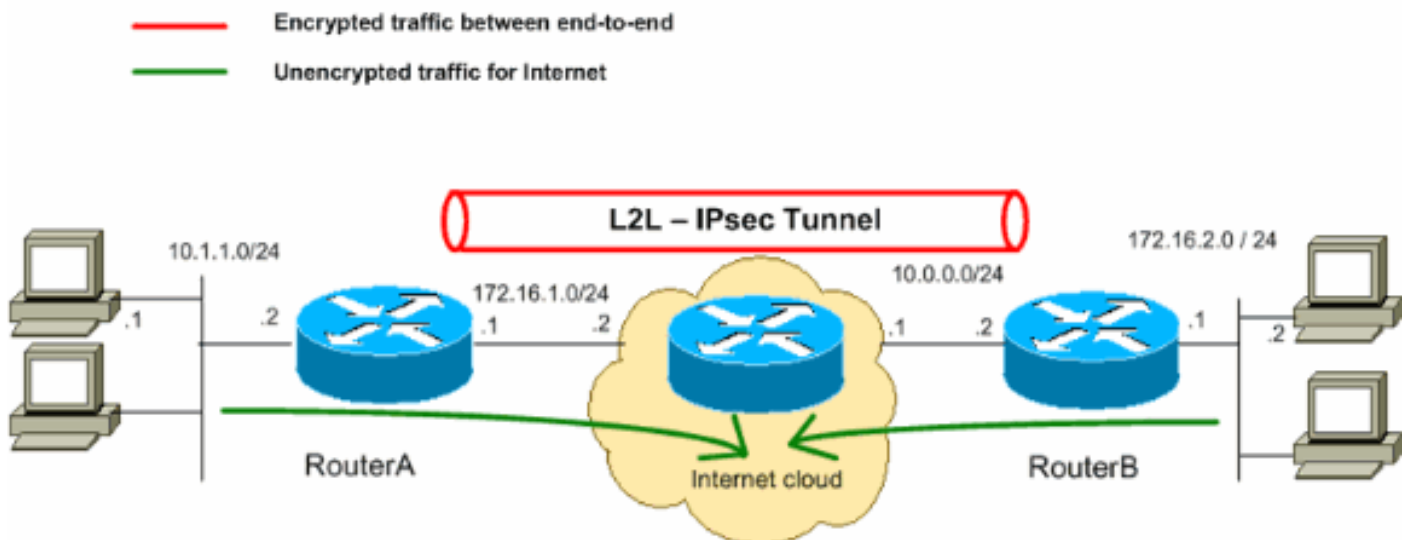 Encrypted traffic between end-to-end
Unencrypted traffic for Internet
L2L – IPsec Tunnel
10.1.1.0/24
172.16.1.0/24
10.0.0.0/24
172.16.2.0 / 24
.1
.2
.1
.2
.1
.2
.1
.2
RouterA
Internet cloud
RouterB